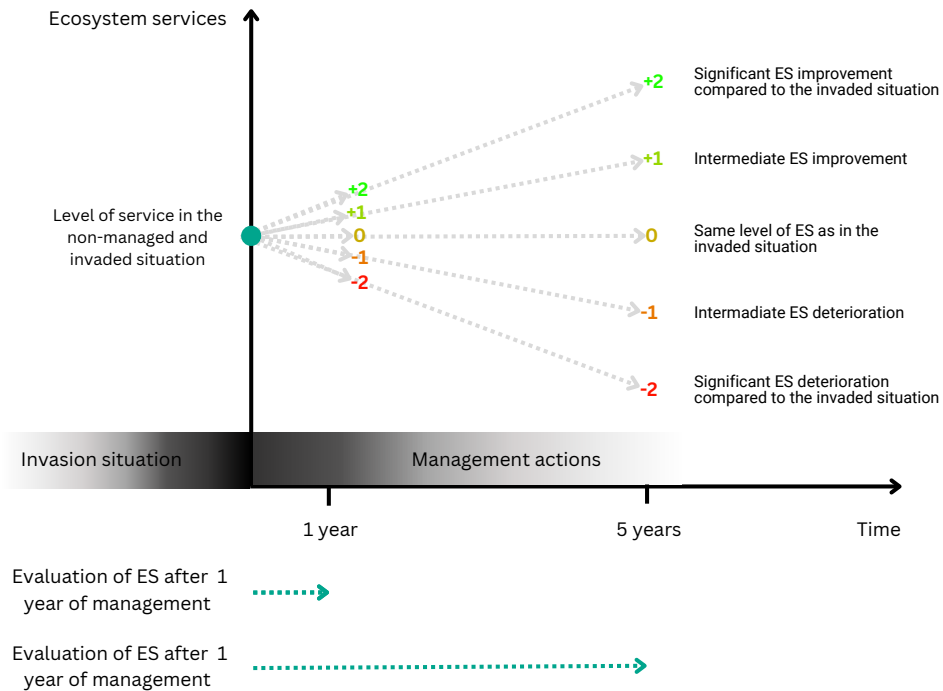 Ecosystem services
Significant ES improvement
compared to the invaded situation
+2
+1
Intermediate ES improvement
+2
+1
Level of service in the
non-managed and
invaded situation
0
0
Same level of ES as in the
invaded situation
-1
-2
-1
Intermadiate ES deterioration
-2
Significant ES deterioration
compared to the invaded situation
Invasion situation
Management actions
1 year
5 years
Time
Evaluation of ES after 1
year of management
Evaluation of ES after 1
year of management